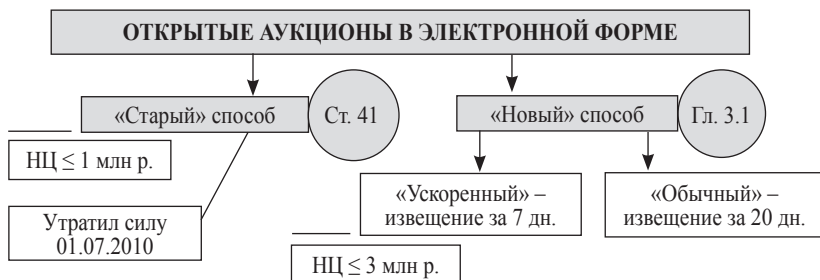 ОТКРЫТЫЕ АУКЦИОНЫ В ЭЛЕКТРОННОЙ ФОРМЕ
«Старый» способ
Ст. 41
«Новый» способ
Гл. 3.1
НЦ ≤ 1 млн р.
Утратил силу
01.07.2010
«Ускоренный» –
извещение за 7 дн.
«Обычный» –
извещение за 20 дн.
НЦ ≤ 3 млн р.